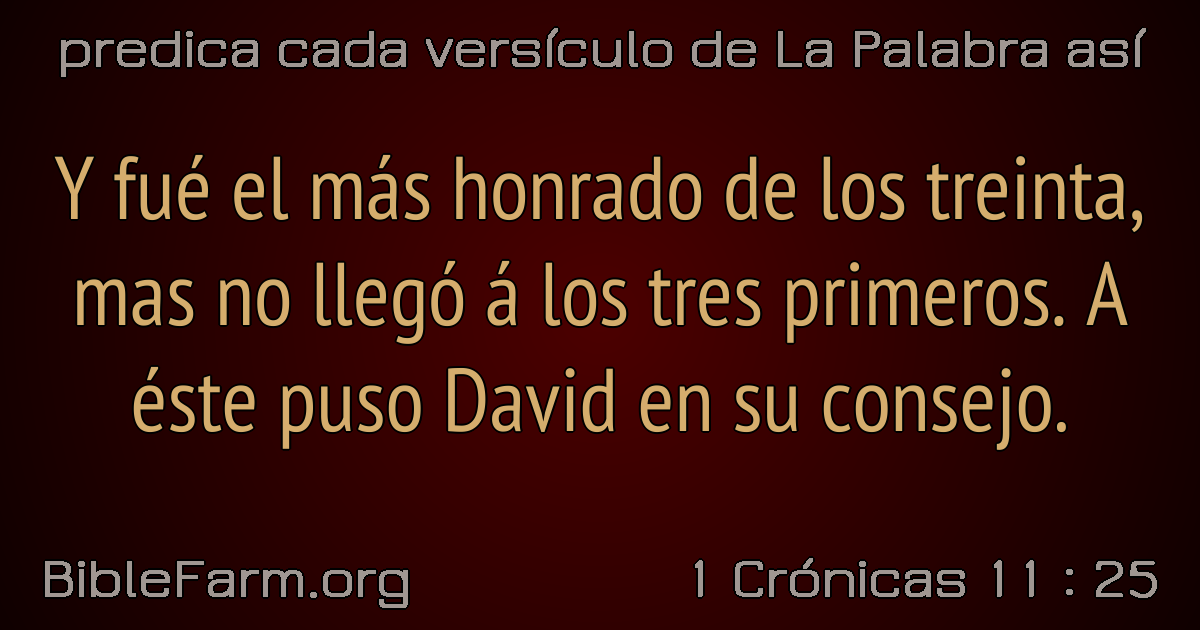 predica cada versículo de La Palabra así
Y fué el más honrado de los treinta,
mas no llegó á los tres primeros. A
éste puso David en su consejo.
BibleFarm.org
1 Crónicas 11 : 25